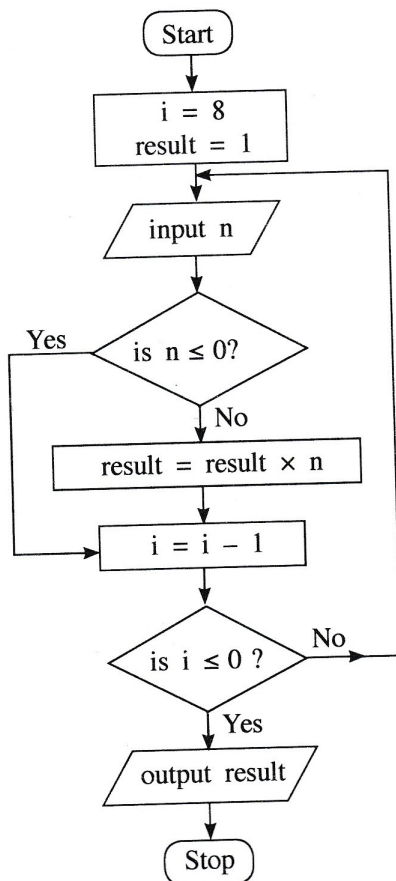 Start
i = 8
result = 1
input n
Yes
is n ≤ 0?
No
result = result × n
i = i – 1
is i ≤ 0 ?
No
Yes
output result
Stop